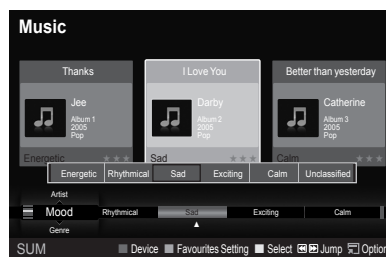 Music
Thanks
I Love You
Better than yesterday
Jee
Album 1
2005
Pop
Darby
Album 2
2005
Pop
Catherine
Album 3
2005
Pop
Energetic
Sad
Calm
Energetic Rhythmical Sad Exciting Calm Unclassified
Artist
Mood Rhythmical Sad Exciting Calm
Genre
SUM Device Favourites Setting Select Jump Option